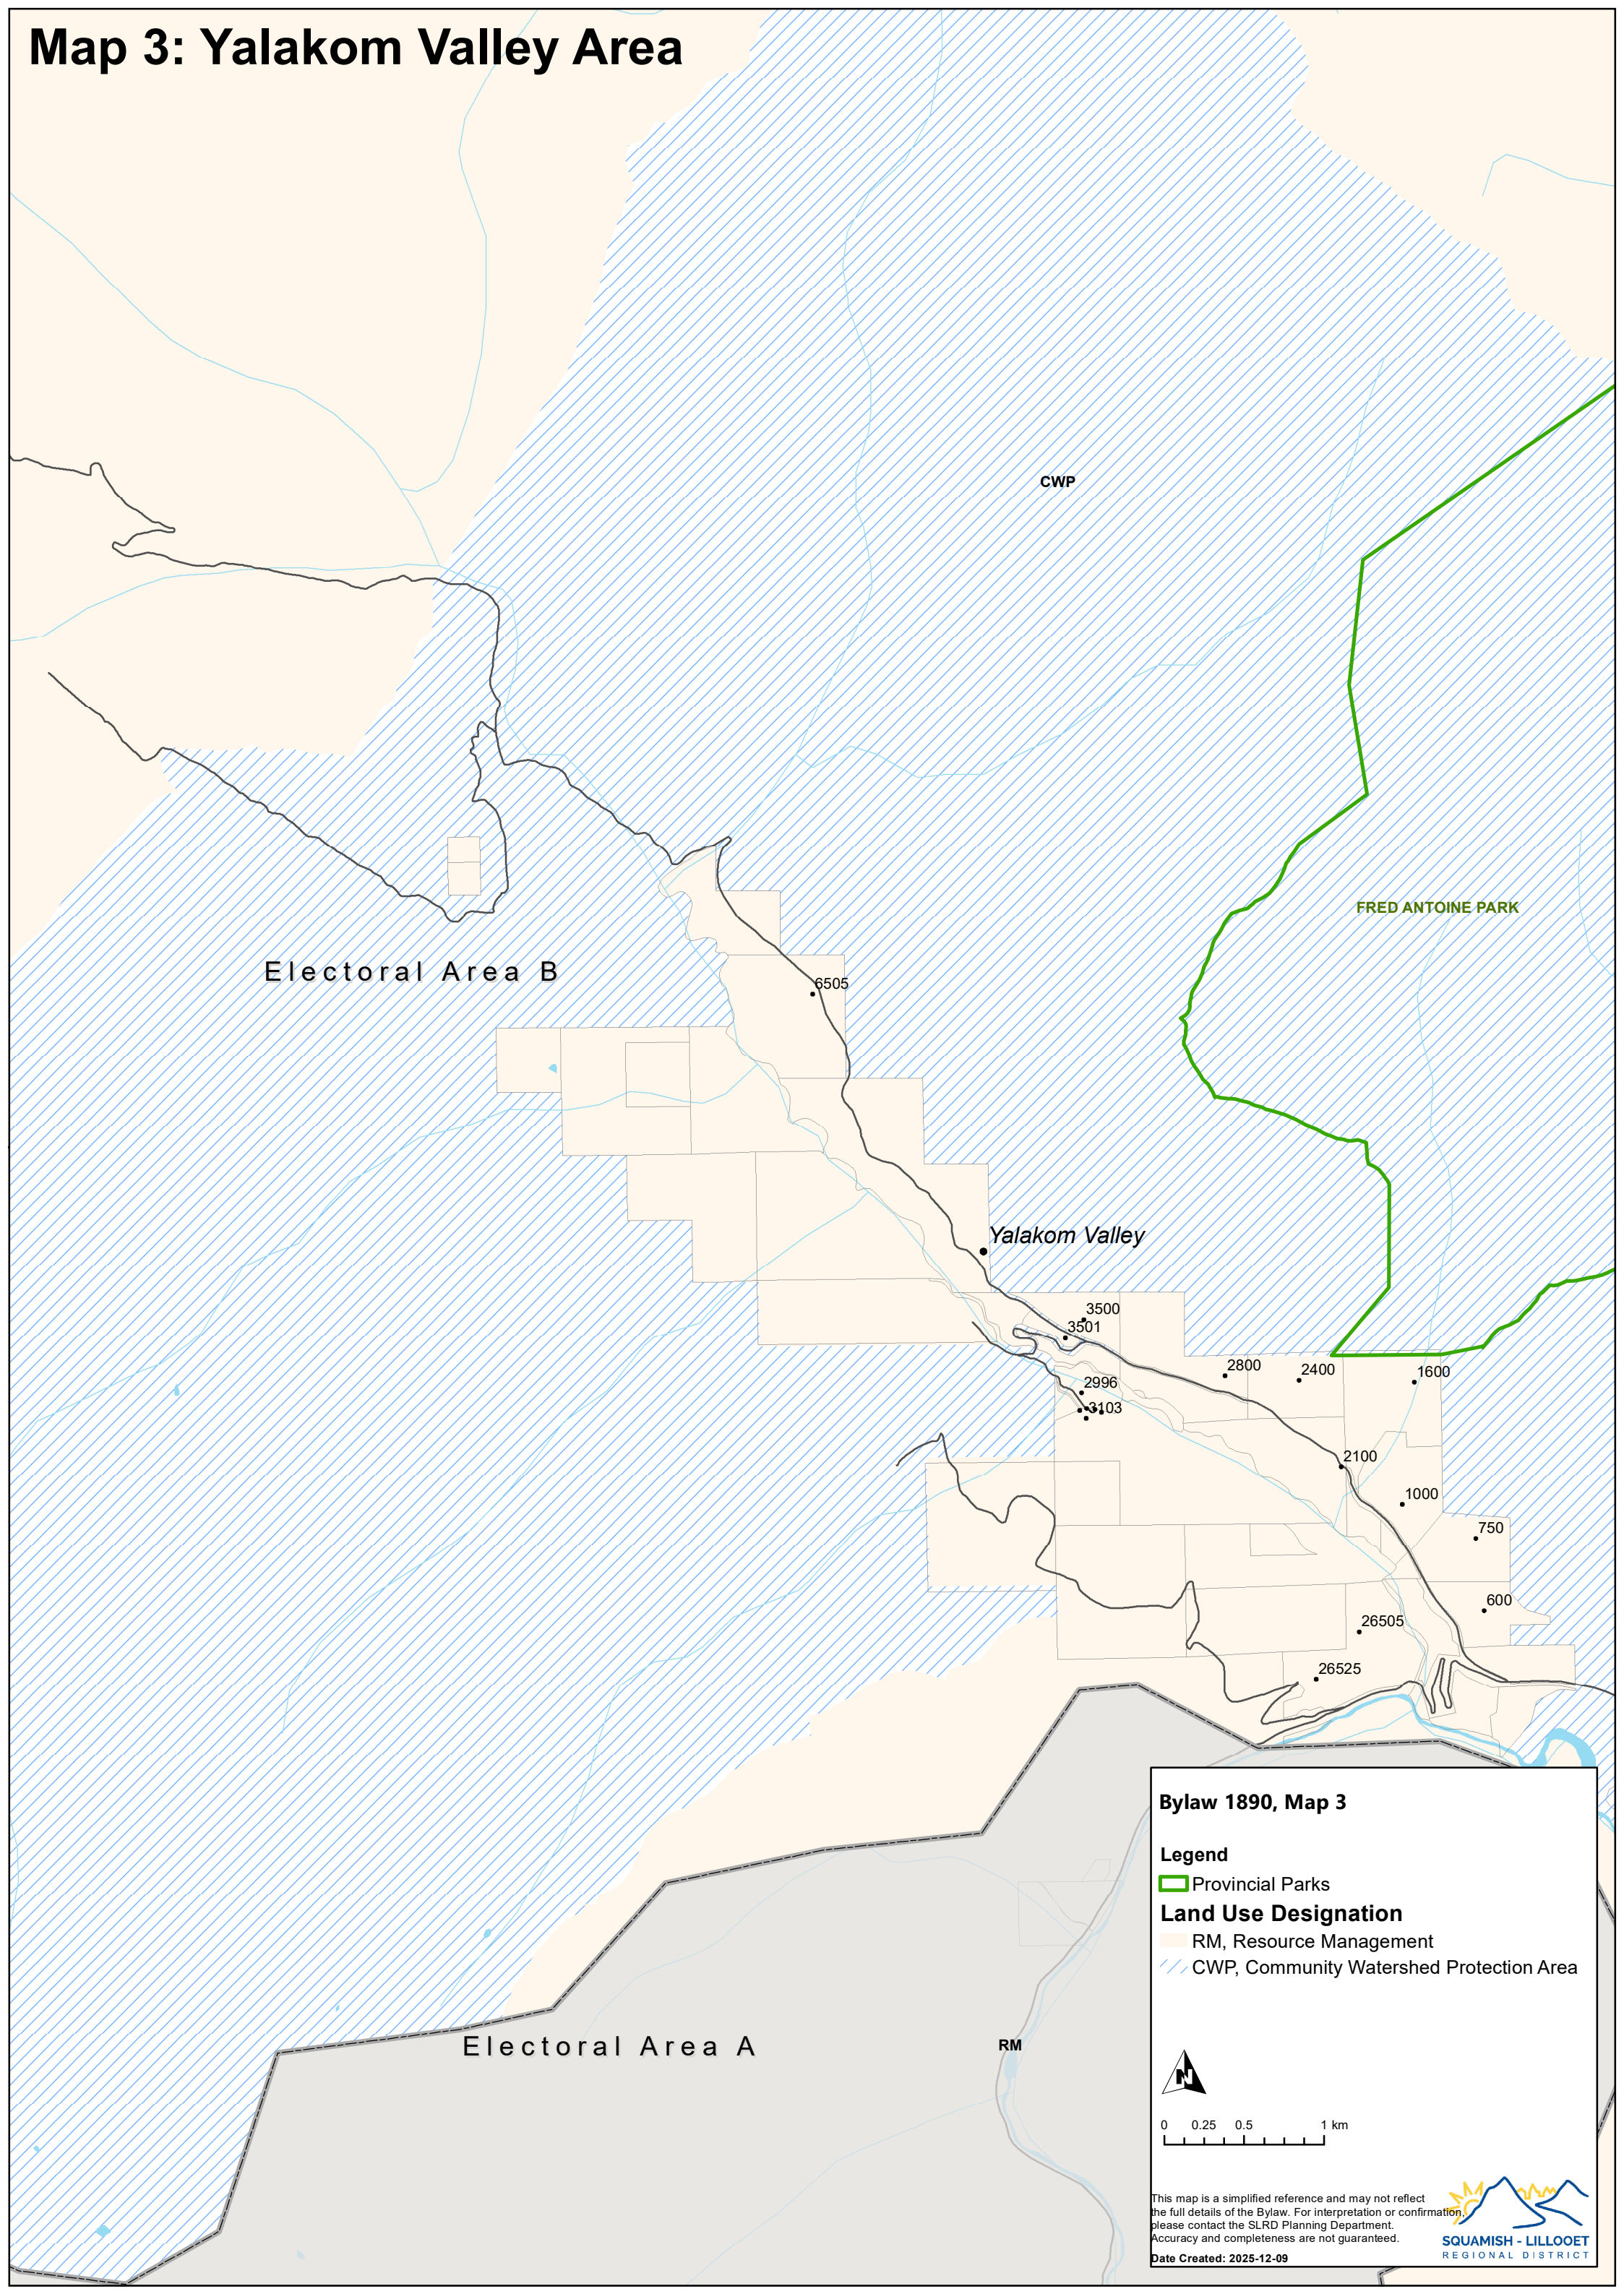 Map 3: Yalakom Valley Area
CWP
FRED ANTOINE PARK
Electoral Area B
6505
Yalakom Valley
3500
3501
2800
2400
1600
2996
3103
2100
1000
750
600
26505
26525
Electoral Area A
RM
Bylaw 1890, Map 3
Legend
Provincial Parks
Land Use Designation
RM, Resource Management
CWP, Community Watershed Protection Area
N
0 0.25 0.5 1 km
This map is a simplified reference and may not reflect
the full details of the Bylaw. For interpretation or confirmation,
please contact the SLRD Planning Department.
Accuracy and completeness are not guaranteed.
Date Created: 2025-12-09
SQUAMISH - LILLOOET
REGIONAL DISTRICT